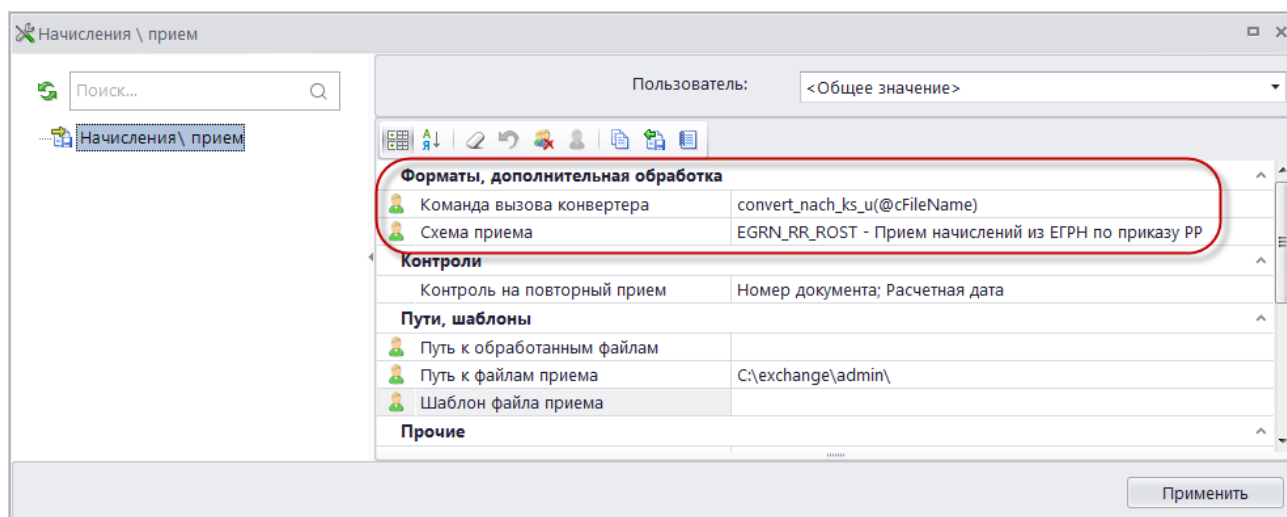 Начисления \ прием
Поиск...
Начисления\ прием
Пользователь:
<Общее значение>
Форматы, дополнительная обработка
Команда вызова конвертера convert_nach_ks_u(@cFileName)
Схема приема EGRN_RR_ROST - Прием начислений из ЕГРН по приказу РР
Контроли
Контроль на повторный прием Номер документа; Расчетная дата
Пути, шаблоны
Путь к обработанным файлам
Путь к файлам приема C:\exchange\admin\
Шаблон файла приема
Прочие
Применить